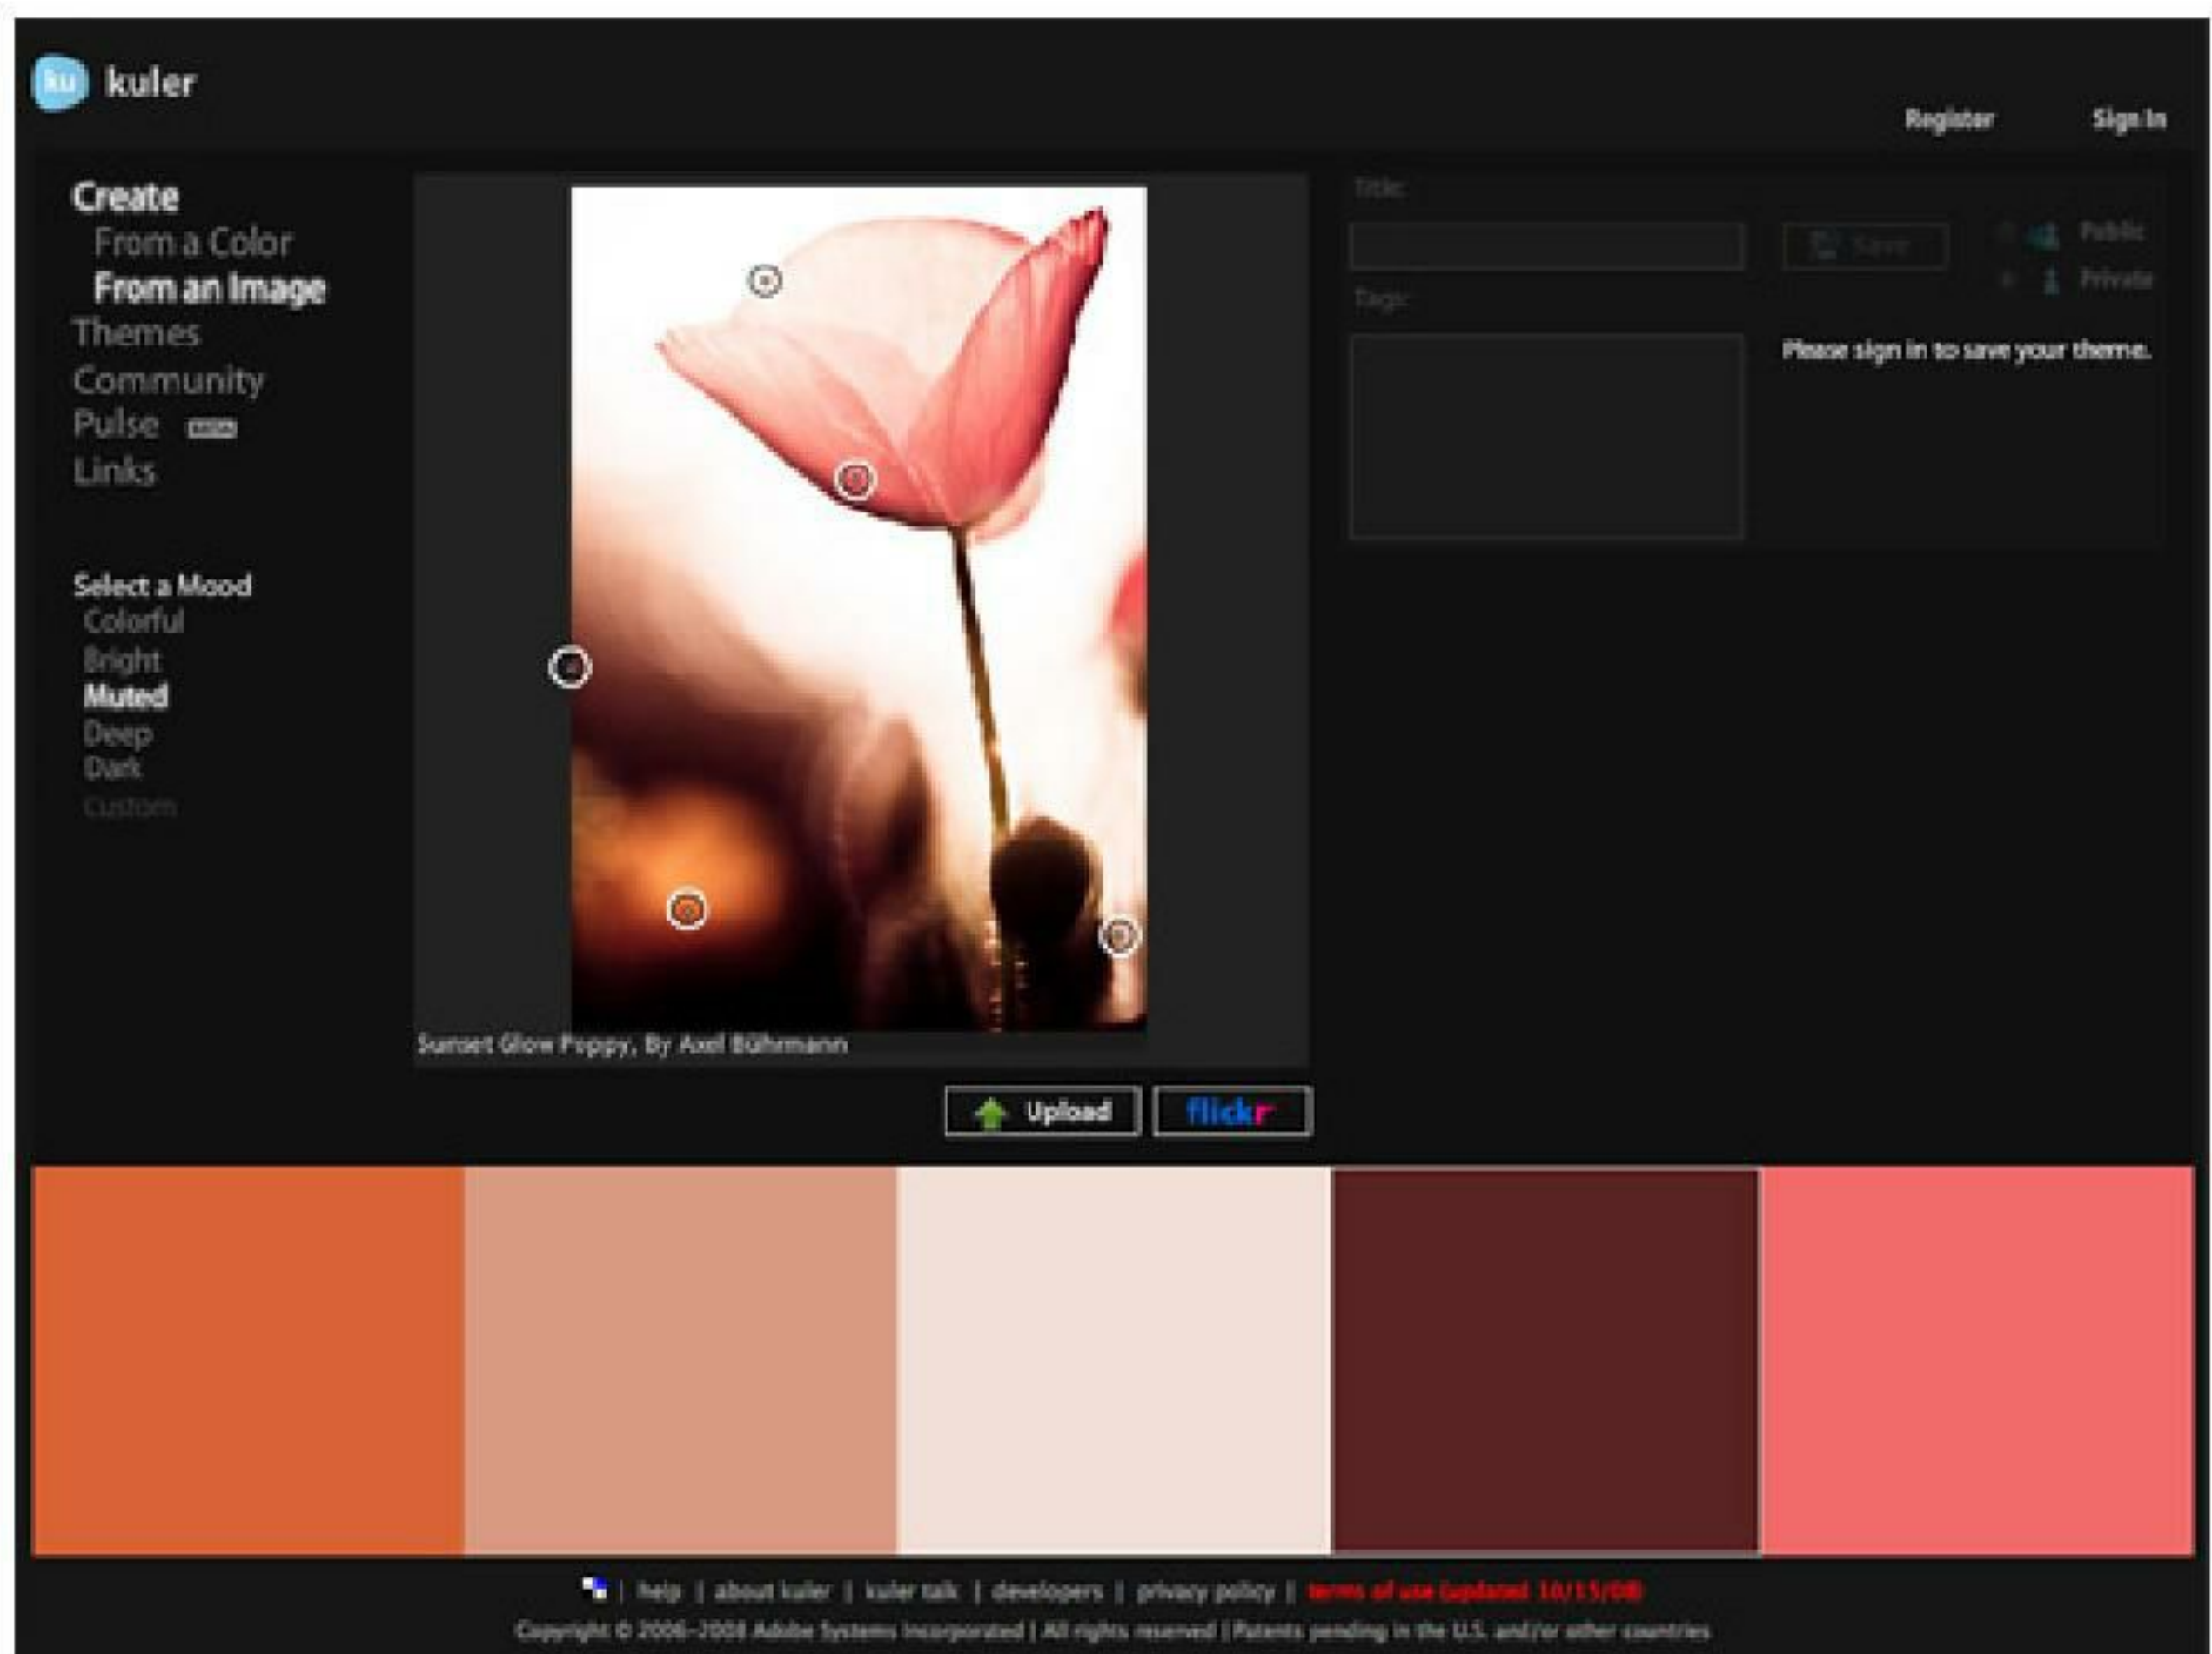 ku kuler
Register
Sign In
Create
From a Color
From an Image
Themes
Community
Pulse BETA
Links
Select a Mood
Colorful
Bright
Muted
Deep
Dark
Custom
Sunset Glow Poppy, By Axel Bührmann
Upload
flickr
Title:
Save
Public
Private
Tags:
Please sign in to save your theme.
| help | about kuler | kuler talk | developers | privacy policy | terms of use (updated 10/15/08)
Copyright © 2006-2008 Adobe Systems Incorporated | All rights reserved | Patents pending in the U.S. and/or other countries